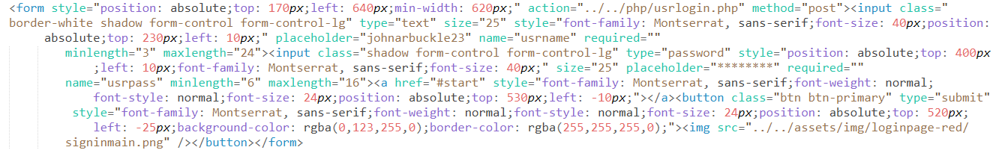 <form style="position: absolute;top: 170px;left: 640px;min-width: 620px;" action="../../php/usrlogin.php" method="post"><input class="
border-white shadow form-control form-control-lg" type="text" size="25" style="font-family: Montserrat, sans-serif;font-size: 40px;position:
absolute;top: 230px;left: 10px;" placeholder="johnarbuckle23" name="usrname" required=""
minlength="3" maxlength="24"><input class="shadow form-control form-control-lg" type="password" style="position: absolute;top: 400px
;left: 10px;font-family: Montserrat, sans-serif;font-size: 40px;" size="25" placeholder="********" required=""
name="usrpass" minlength="6" maxlength="16"><a href="#start" style="font-family: Montserrat, sans-serif;font-weight: normal;
font-style: normal;font-size: 24px;position: absolute;top: 530px;left: -10px;"></a><button class="btn btn-primary" type="submit"
style="font-family: Montserrat, sans-serif;font-weight: normal;font-style: normal;font-size: 24px;position: absolute;top: 520px;
left: -25px;background-color: rgba(0,123,255,0);border-color: rgba(255,255,255,0);"><img src="../../assets/img/loginpage-red/
signinmain.png" /></button></form>